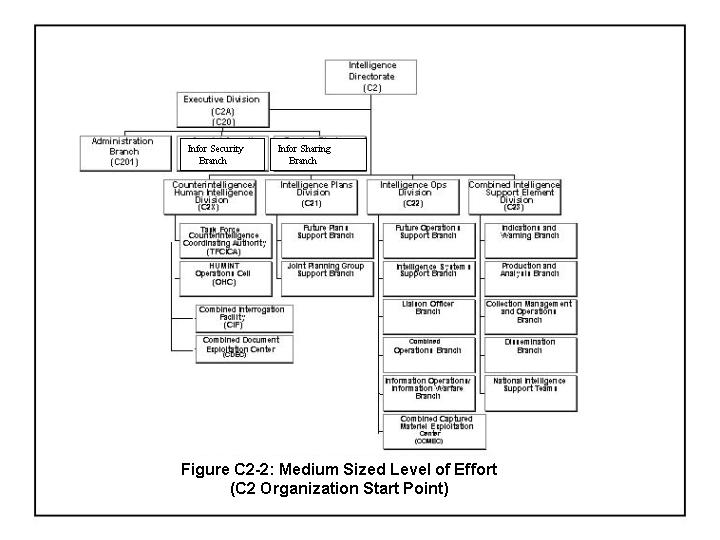 Intelligence
Directorate
(C2)
Executive Division
(C2A)
(C20)
Administration
Branch
(C201)
Infor Security
Branch
Infor Sharing
Branch
Counterintelligence/
Human Intelligence
Division
(C2X)
Intelligence Plans
Division
(C21)
Intelligence Ops
Division
(C22)
Combined Intelligence
Support Element
Division
(C23)
Task Force
Counterintelligence
Coordinating Authority
(TFCICA)
HUMINT
Operations Cell
(OHC)
Combined Interrogation
Facility
(CIF)
Combined Document
Exploitation Center
(CDEC)
Future Plans
Support Branch
Joint Planning Group
Support Branch
Future Operations
Support Branch
Intelligence Systems
Support Branch
Liaison Officer
Branch
Combined
Operations Branch
Information Operations/
Information Warfare
Branch
Combined Captured
Materiel Exploitation
Center
(CCMEC)
Indications and
Warning Branch
Production and
Analysis Branch
Collection Management
and Operations
Branch
Dissemination
Branch
National Intelligence
Support Teams
Figure C2-2: Medium Sized Level of Effort
(C2 Organization Start Point)